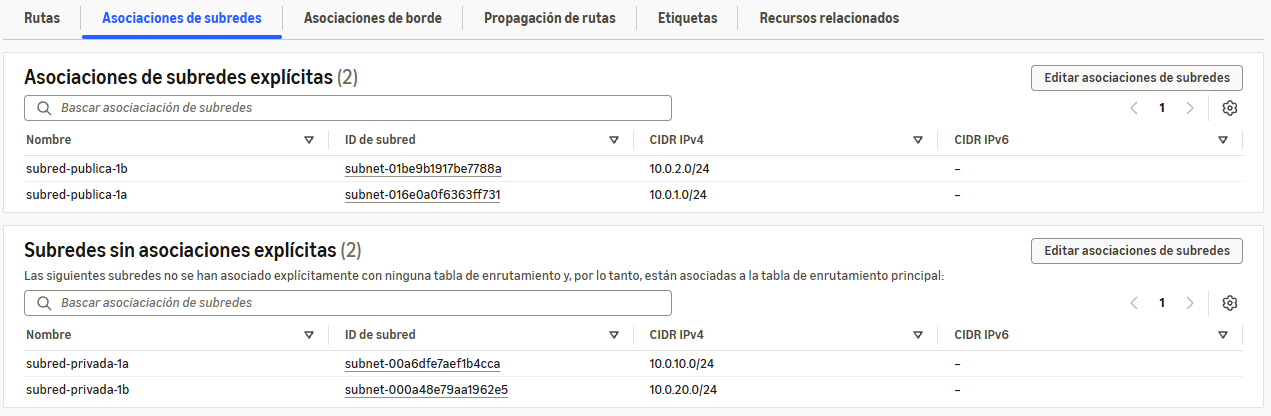 Rutas Asociaciones de subredes Asociaciones de borde Propagación de rutas Etiquetas Recursos relacionados
Asociaciones de subredes explícitas (2) Editar asociaciones de subredes
Bascar asociaciación de subredes 1
Nombre ID de subred CIDR IPv4 CIDR IPv6
subred-publica-1b subnet-01be9b1917be7788a 10.0.2.0/24 –
subred-publica-1a subnet-016e0a0f6363ff731 10.0.1.0/24 –
Subredes sin asociaciones explícitas (2) Editar asociaciones de subredes
Las siguientes subredes no se han asociado explícitamente con ninguna tabla de enrutamiento y, por lo tanto, están asociadas a la tabla de enrutamiento principal:
Bascar asociaciación de subredes 1
Nombre ID de subred CIDR IPv4 CIDR IPv6
subred-privada-1a subnet-00a6dfe7aef1b4cca 10.0.10.0/24 –
subred-privada-1b subnet-000a48e79aa1962e5 10.0.20.0/24 –